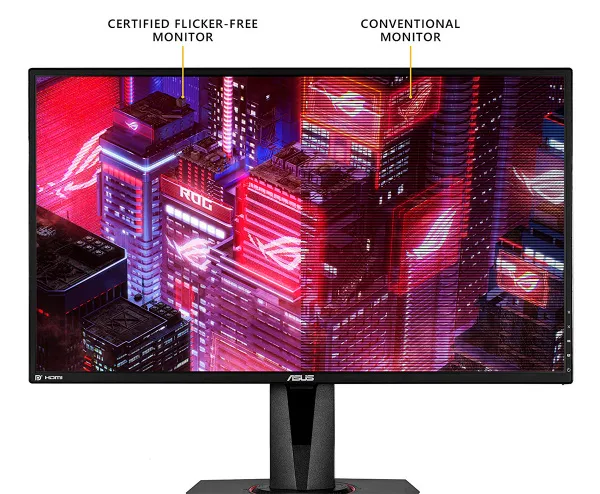 CERTIFIED FLICKER-FREE
MONITOR
CONVENTIONAL
MONITOR
ROG
HDMI
ASUS